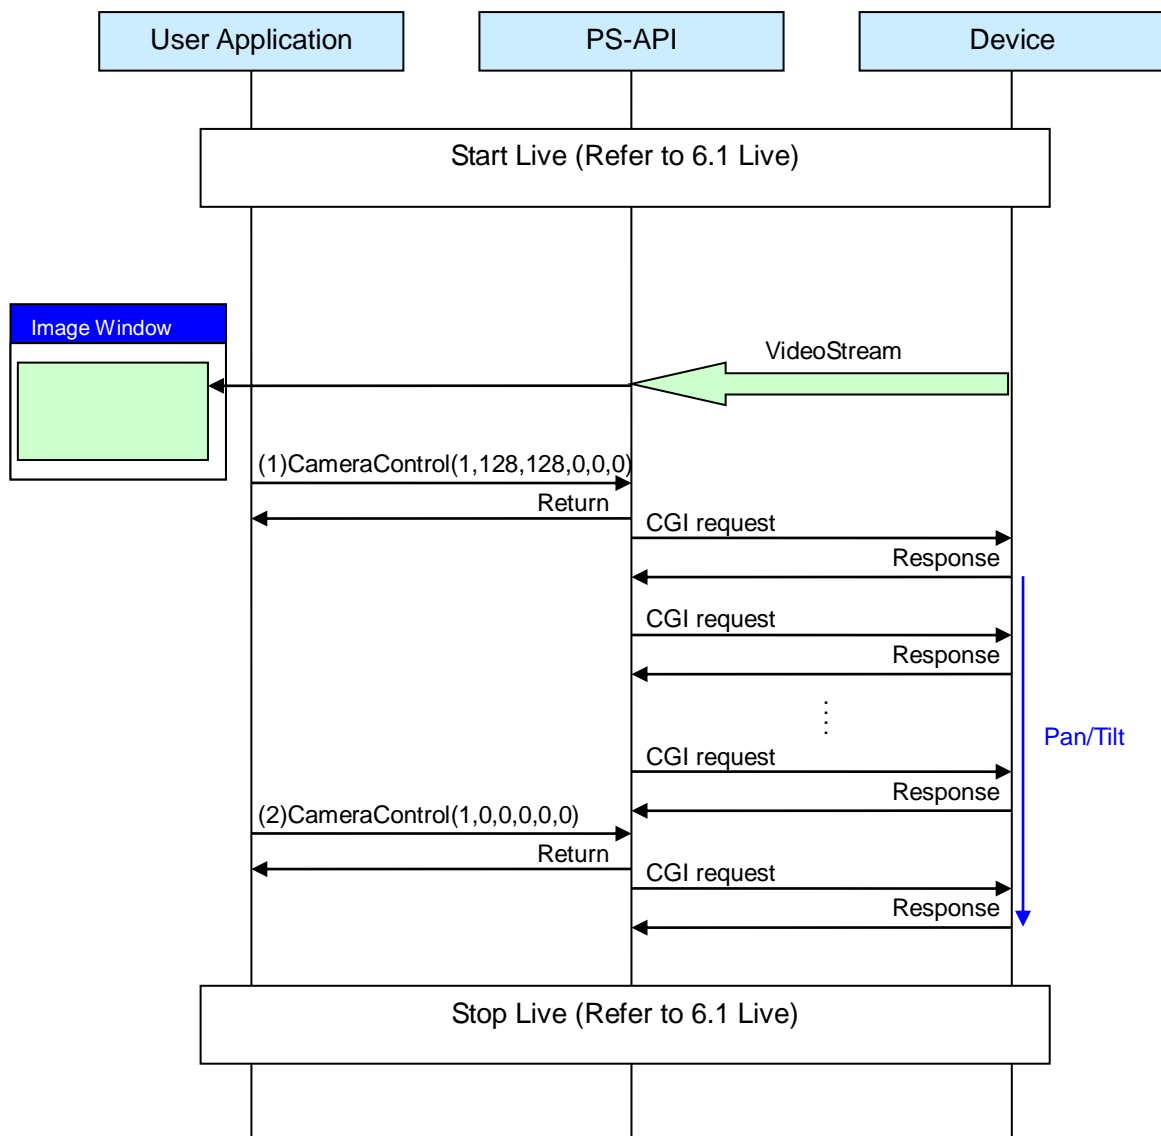 User Application
PS-API
Device
Start Live (Refer to 6.1 Live)
Image Window
VideoStream
(1)CameraControl(1,128,128,0,0,0)
Return
CGI request
Response
CGI request
Response
Pan/Tilt
CGI request
Response
(2)CameraControl(1,0,0,0,0,0)
Return
CGI request
Response
Stop Live (Refer to 6.1 Live)